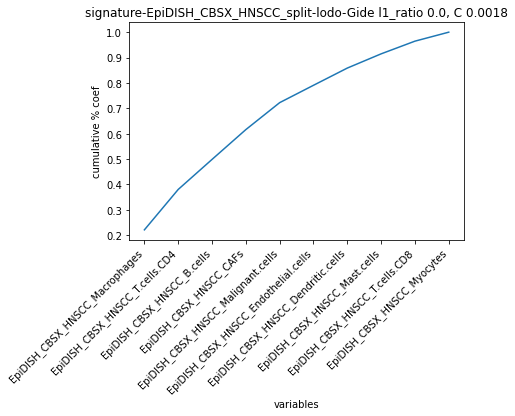 signature-EpiDISH_CBSX_HNSCC_split-lodo-Gide l1_ratio 0.0, C 0.0018
cumulative % coef
1.0
0.9
0.8
0.7
0.6
0.5
0.4
0.3
0.2
EpiDISH_CBSX_HNSCC_Macrophages
EpiDISH_CBSX_HNSCC_T.cells.CD4
EpiDISH_CBSX_HNSCC_B.cells
EpiDISH_CBSX_HNSCC_CAFs
EpiDISH_CBSX_HNSCC_Malignant.cells
EpiDISH_CBSX_HNSCC_Endothelial.cells
EpiDISH_CBSX_HNSCC_Dendritic.cells
EpiDISH_CBSX_HNSCC_Mast.cells
EpiDISH_CBSX_HNSCC_T.cells.CD8
EpiDISH_CBSX_HNSCC_Myocytes
variables